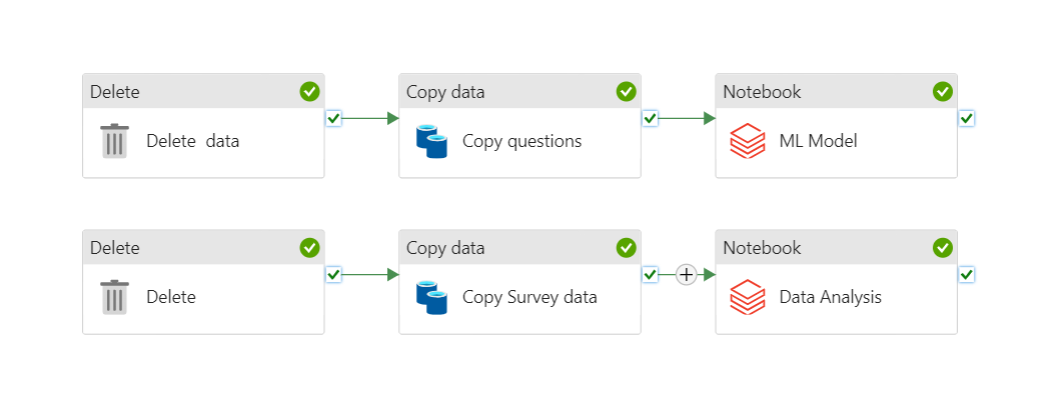 Delete
Copy data
Notebook
Delete  data
Copy questions
ML Model
Delete
Copy data
Notebook
Delete
Copy Survey data
Data Analysis